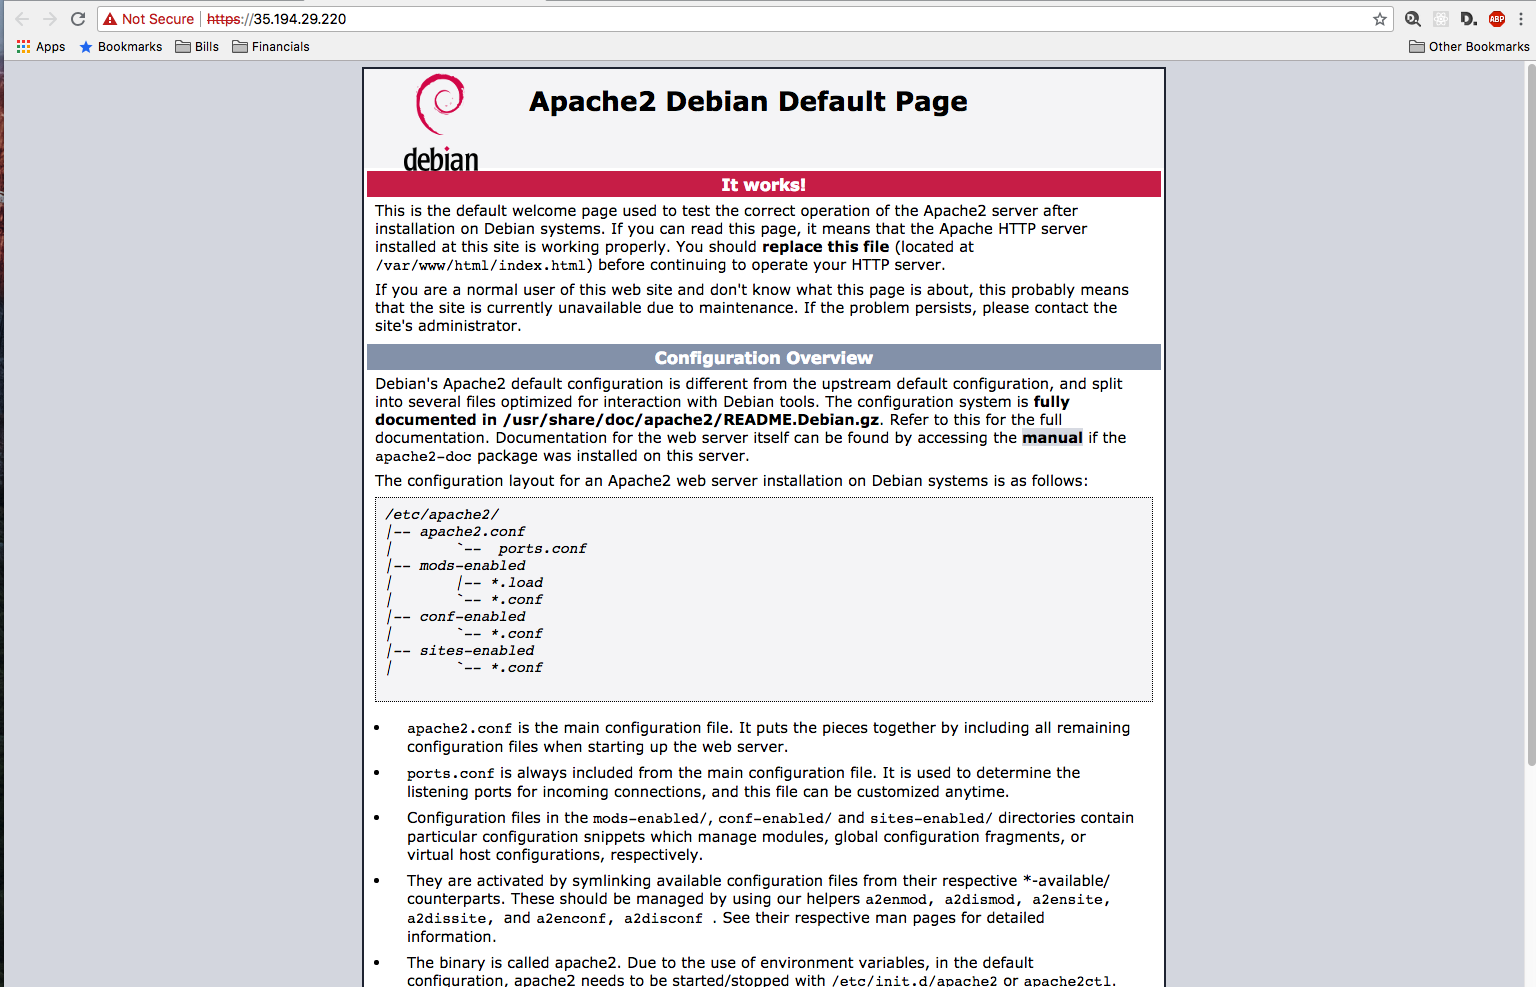 Not Secure https://35.194.29.220
ABP
Apps Bookmarks Bills Financials Other Bookmarks
debian
Apache2 Debian Default Page
It works!
This is the default welcome page used to test the correct operation of the Apache2 server after
installation on Debian systems. If you can read this page, it means that the Apache HTTP server
installed at this site is working properly. You should replace this file (located at
/var/www/html/index.html) before continuing to operate your HTTP server.
If you are a normal user of this web site and don't know what this page is about, this probably means
that the site is currently unavailable due to maintenance. If the problem persists, please contact the
site's administrator.
Configuration Overview
Debian's Apache2 default configuration is different from the upstream default configuration, and split
into several files optimized for interaction with Debian tools. The configuration system is fully
documented in /usr/share/doc/apache2/README.Debian.gz. Refer to this for the full
documentation. Documentation for the web server itself can be found by accessing the manual if the
apache2-doc package was installed on this server.
The configuration layout for an Apache2 web server installation on Debian systems is as follows:
/etc/apache2/
|-- apache2.conf
|       `--  ports.conf
|-- mods-enabled
|       |-- *.load
|       `-- *.conf
|-- conf-enabled
|       `-- *.conf
|-- sites-enabled
|       `-- *.conf
• apache2.conf is the main configuration file. It puts the pieces together by including all remaining
configuration files when starting up the web server.
• ports.conf is always included from the main configuration file. It is used to determine the
listening ports for incoming connections, and this file can be customized anytime.
• Configuration files in the mods-enabled/, conf-enabled/ and sites-enabled/ directories contain
particular configuration snippets which manage modules, global configuration fragments, or
virtual host configurations, respectively.
• They are activated by symlinking available configuration files from their respective *-available/
counterparts. These should be managed by using our helpers a2enmod, a2dismod, a2ensite,
a2dissite, and a2enconf, a2disconf . See their respective man pages for detailed
information.
• The binary is called apache2. Due to the use of environment variables, in the default
configuration, apache2 needs to be started/stopped with /etc/init.d/apache2 or apache2ctl.